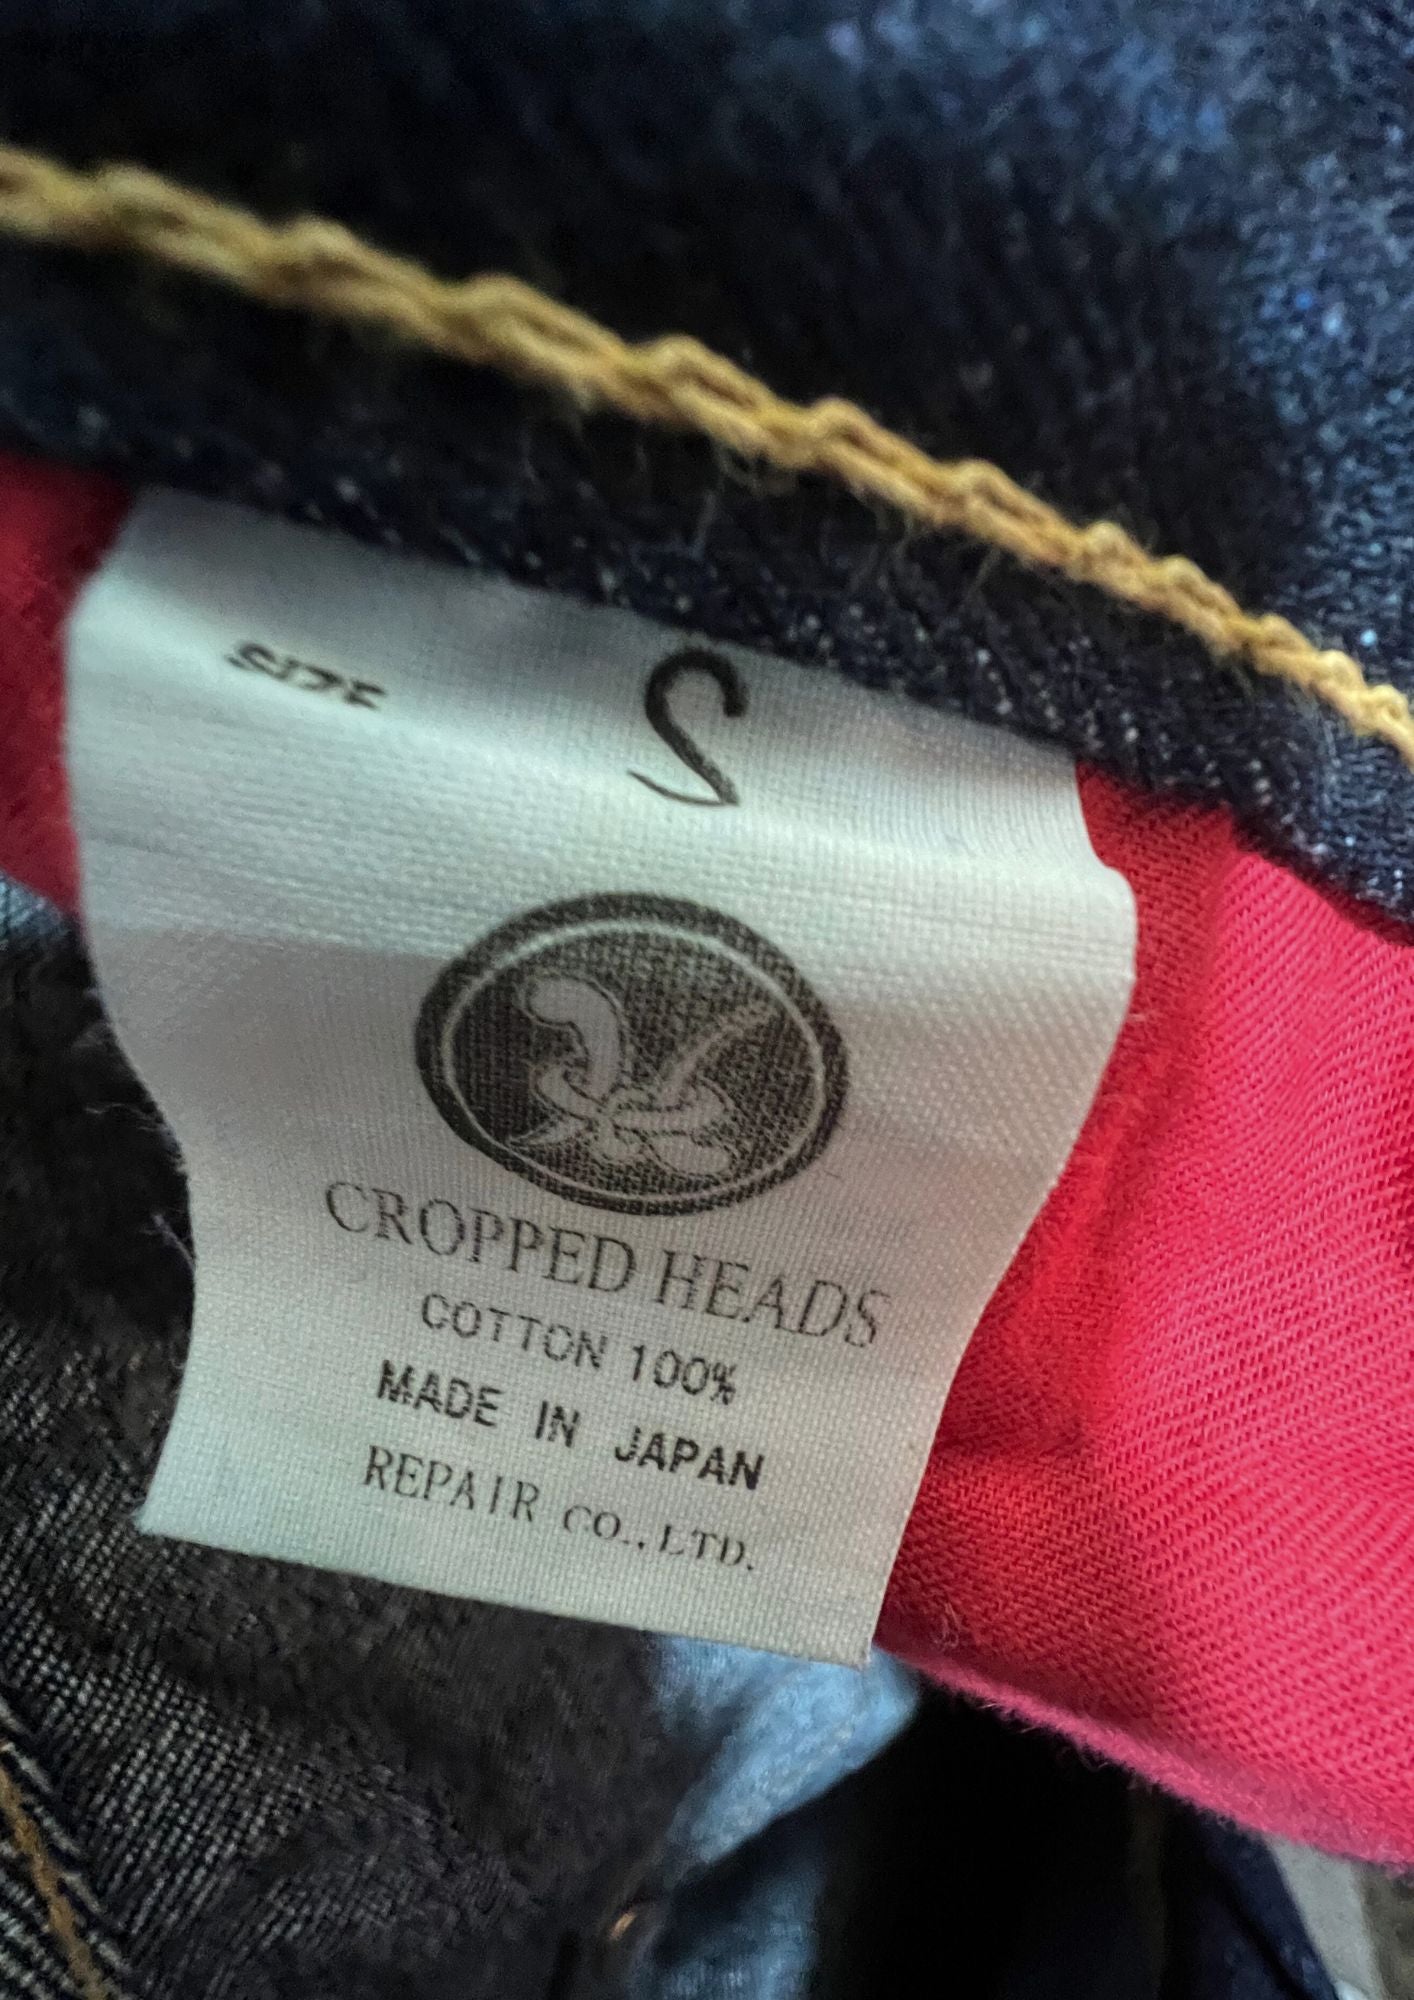 SIZE S
CROPPED HEADS
COTTON 100%
MADE IN JAPAN
REPAIR CO.,LTD.